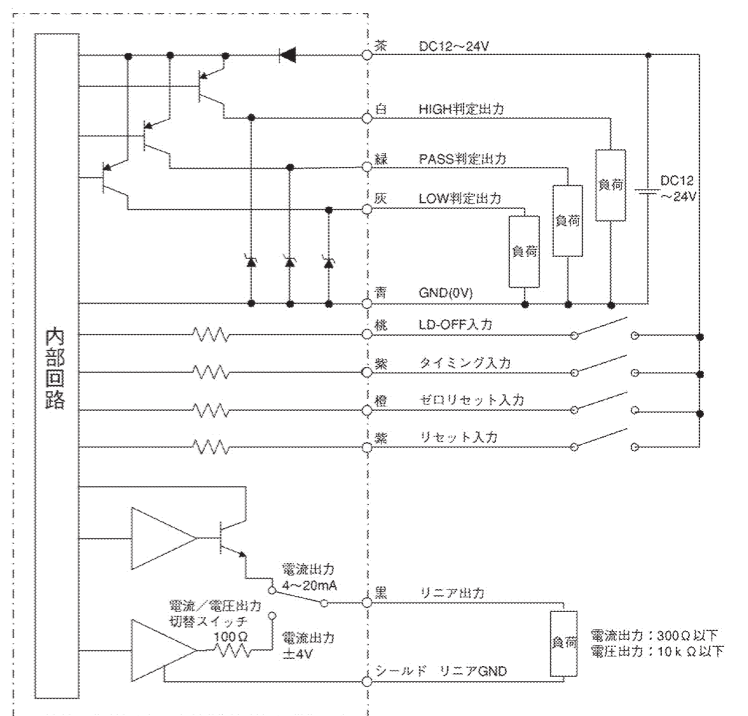 茶 DC12～24V
白 HIGH判定出力
緑 PASS判定出力
灰 LOW判定出力
負荷
負荷
負荷
DC12
～24V
青 GND(0V)
桃 LD-OFF入力
紫 タイミング入力
橙 ゼロリセット入力
紫 リセット入力
内部回路
電流出力
4～20mA
黒 リニア出力
電流／電圧出力
切替スイッチ
100Ω
電流出力
±4V
負荷
電流出力：300Ω以下
電圧出力：10kΩ以下
シールド リニアGND